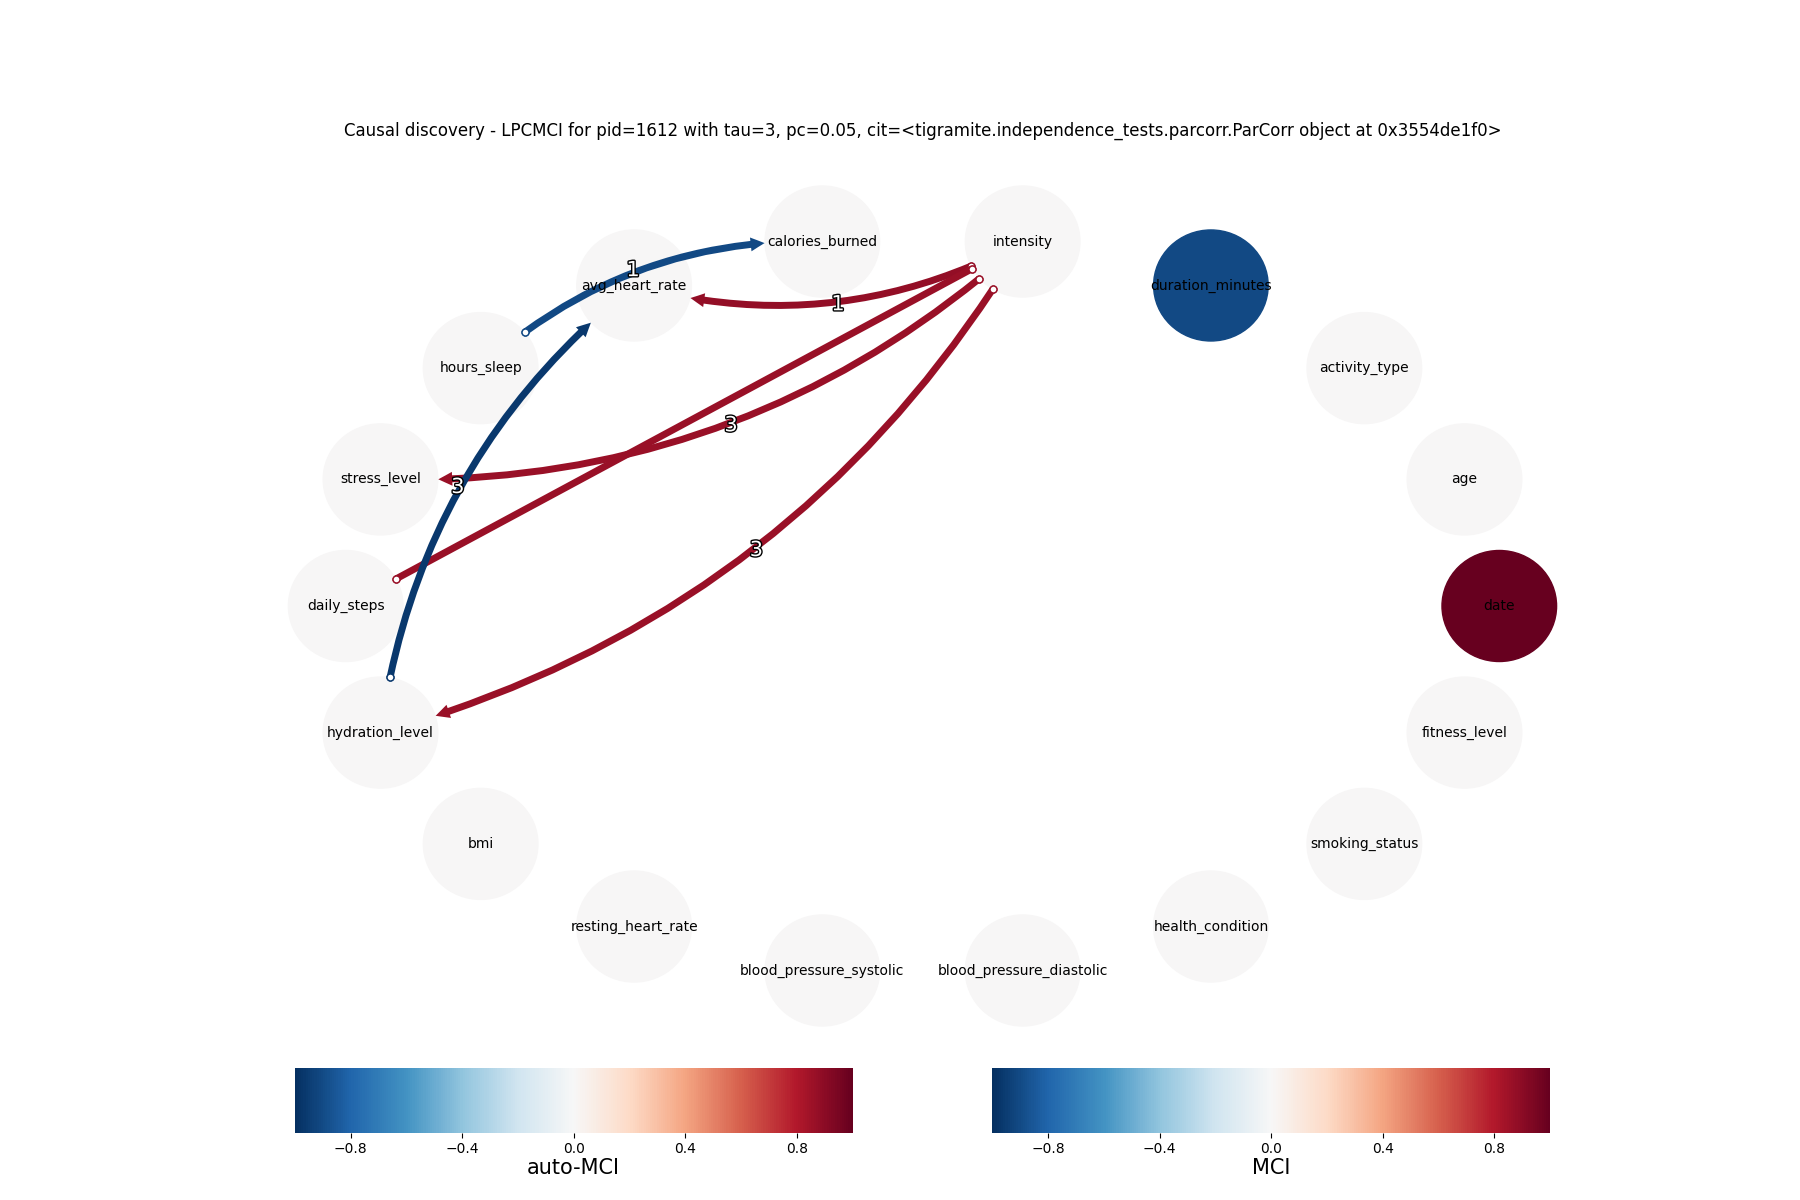 Causal discovery - LPCMCI for pid=1612 with tau=3, pc=0.05, cit=<tigramite.independence_tests.parcorr.ParCorr object at 0x3554de1f0>
calories_burned
intensity
1
avg_heart_rate
duration_minutes
1
hours_sleep
activity_type
3
stress_level
3
age
3
daily_steps
date
hydration_level
fitness_level
bmi
smoking_status
resting_heart_rate
health_condition
blood_pressure_systolic
blood_pressure_diastolic
−0.8 −0.4 0.0 0.4 0.8
auto-MCI
−0.8 −0.4 0.0 0.4 0.8
MCI